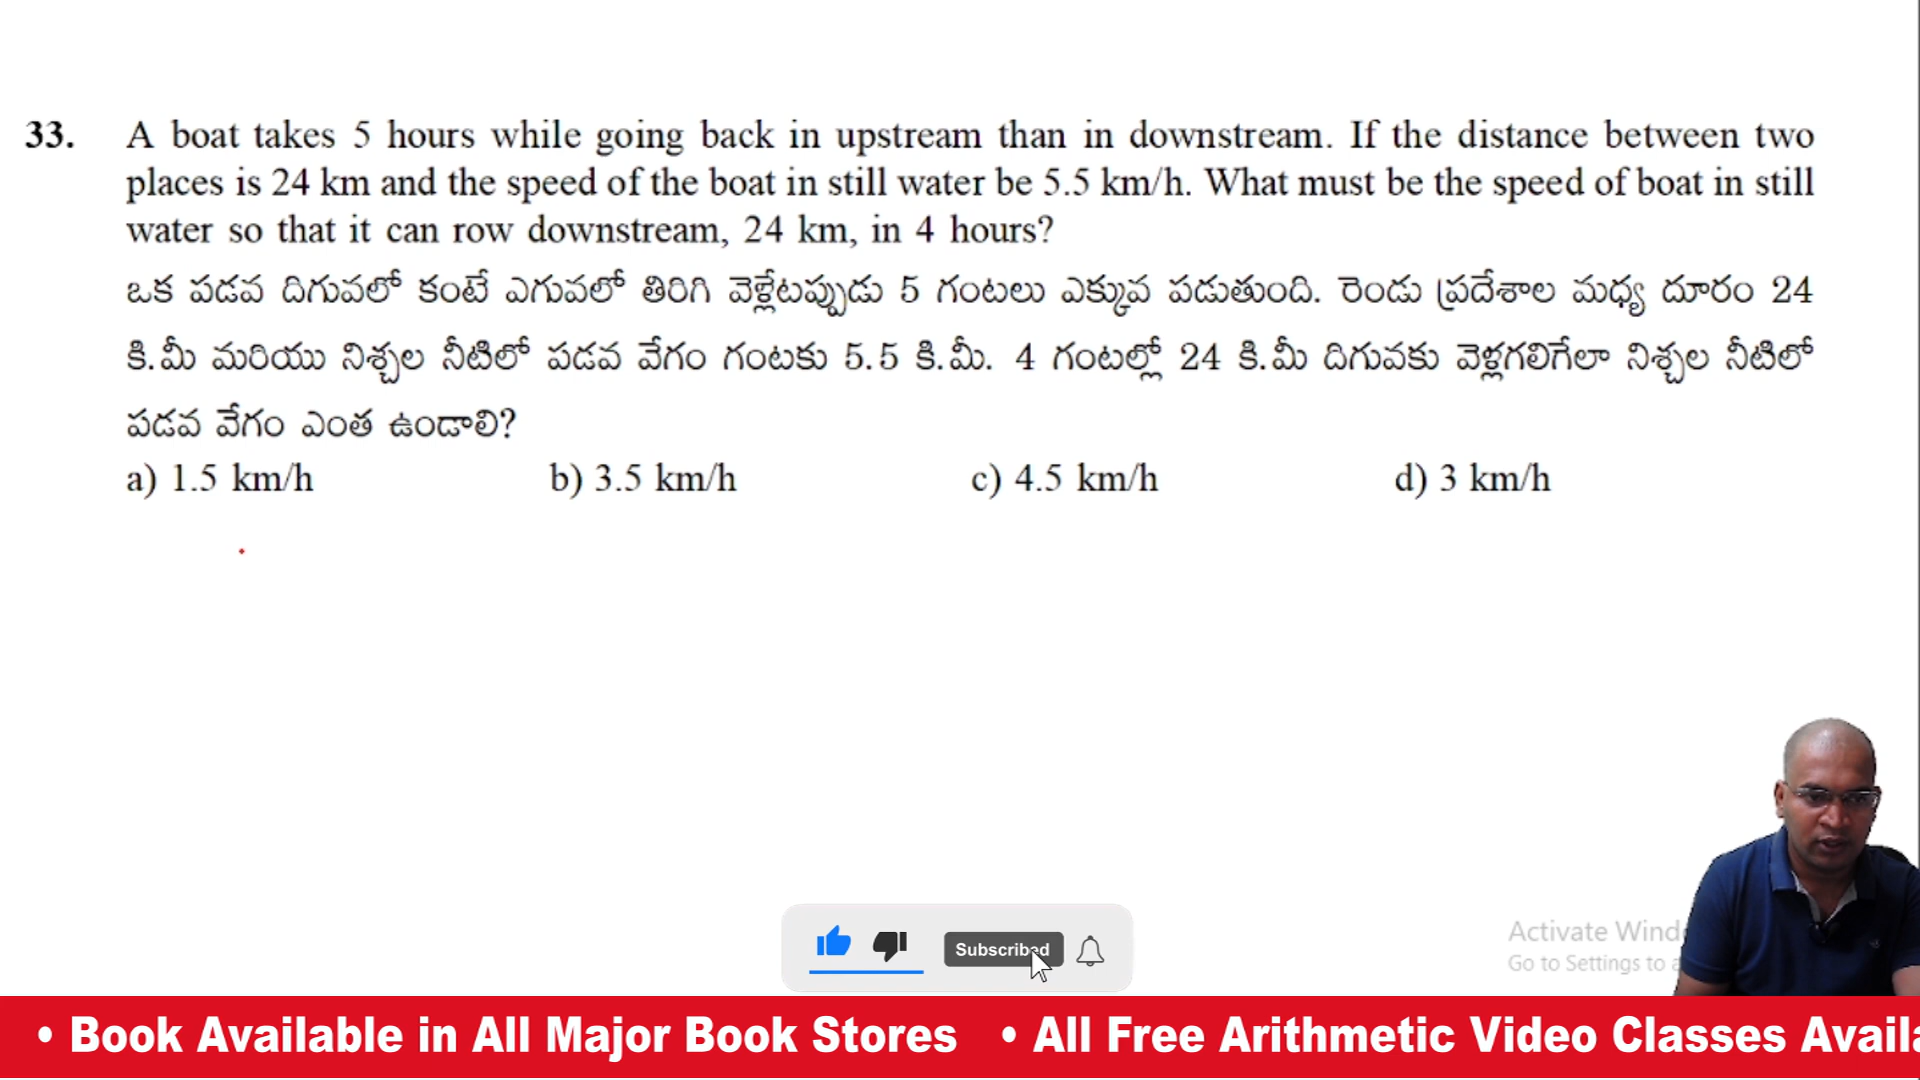 33. A boat takes 5 hours while going back in upstream than in downstream. If the distance between two
places is 24 km and the speed of the boat in still water be 5.5 km/h. What must be the speed of boat in still
water so that it can row downstream, 24 km, in 4 hours?
ఒక పడవ దిగువలో కంటే ఎగువలో తిరిగి వెళ్లేటప్పుడు 5 గంటలు ఎక్కువ పడుతుంది. రెండు ప్రదేశాల మధ్య దూరం 24
కి.మీ మరియు నిశ్చల నీటిలో పడవ వేగం గంటకు 5.5 కి.మీ. 4 గంటల్లో 24 కి.మీ దిగువకు వెళ్లగలిగేలా నిశ్చల నీటిలో
పడవ వేగం ఎంత ఉండాలి?
a) 1.5 km/h b) 3.5 km/h c) 4.5 km/h d) 3 km/h
Subscribed
Activate Wind
Go to Settings to a
• Book Available in All Major Book Stores • All Free Arithmetic Video Classes Availa